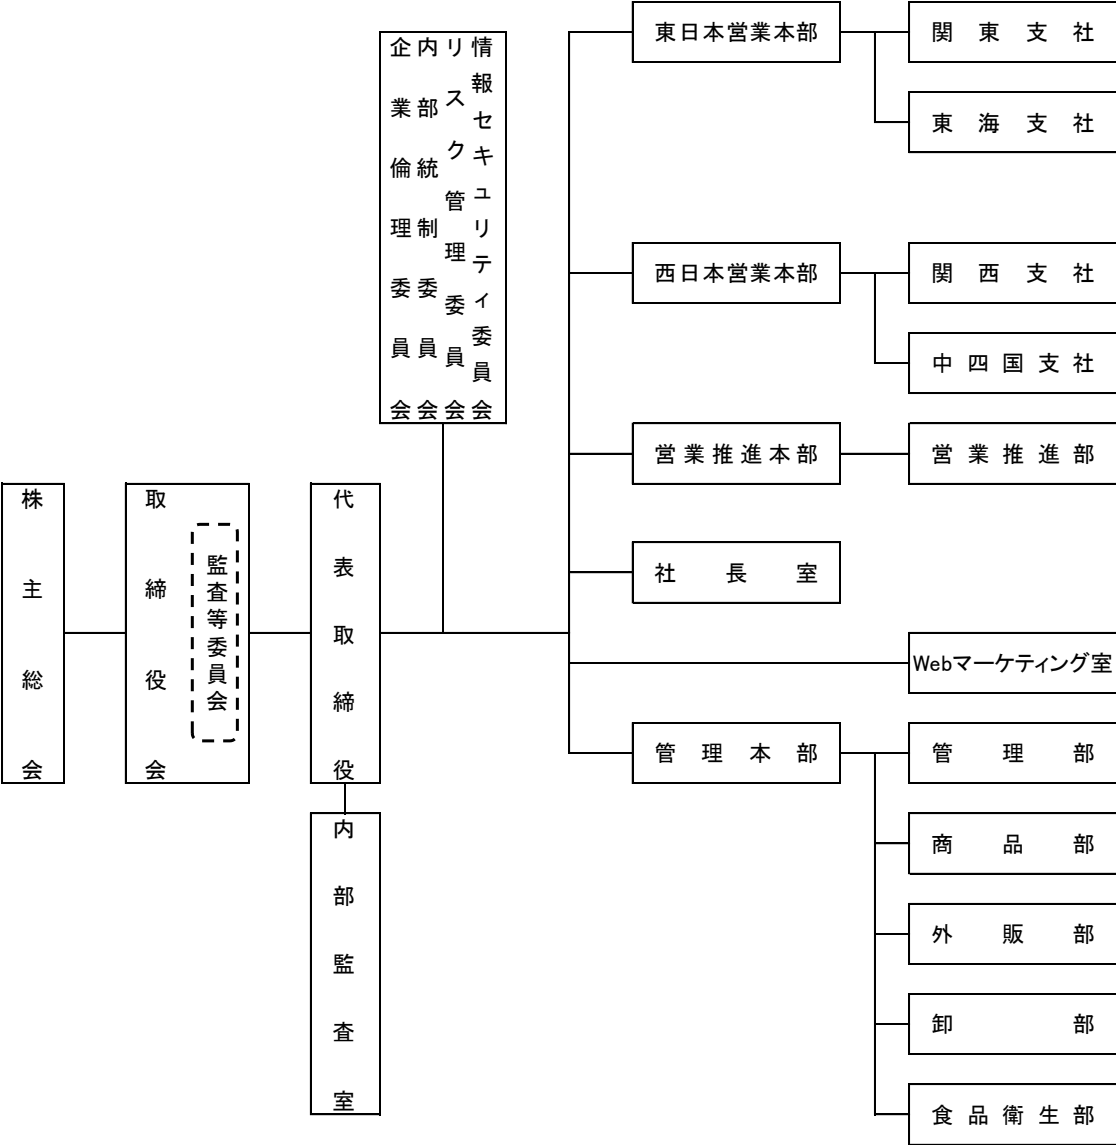 株主総会
取締役会
監査等委員会
代表取締役
内部監査室
企業倫理委員会
内部統制委員会
リスク管理委員会
情報セキュリティ委員会
東日本営業本部
関東支社
東海支社
西日本営業本部
関西支社
中四国支社
営業推進本部
営業推進部
社長室
Webマーケティング室
管理本部
管理部
商品部
外販部
卸部
食品衛生部